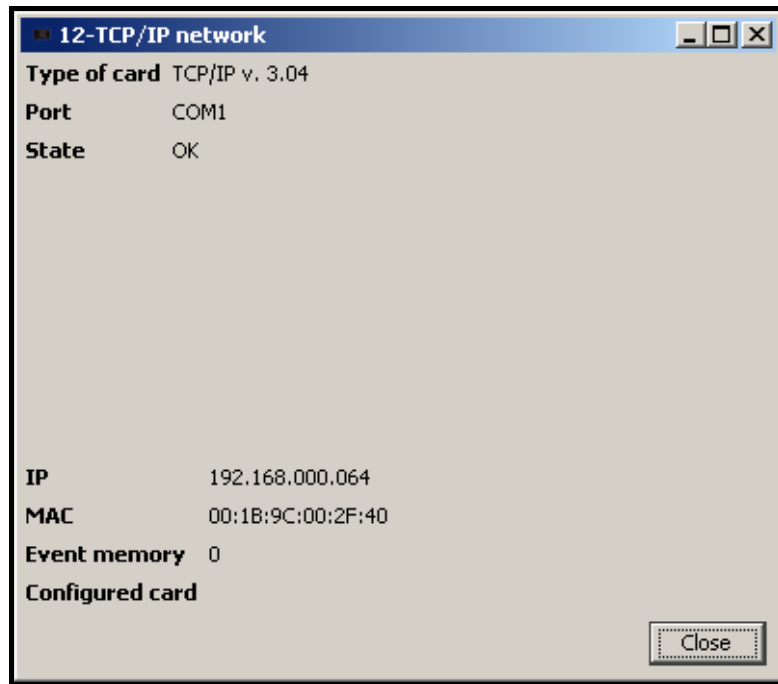 12-TCP/IP network
Type of card TCP/IP v. 3.04
Port COM1
State OK
IP 192.168.000.064
MAC 00:1B:9C:00:2F:40
Event memory 0
Configured card
Close